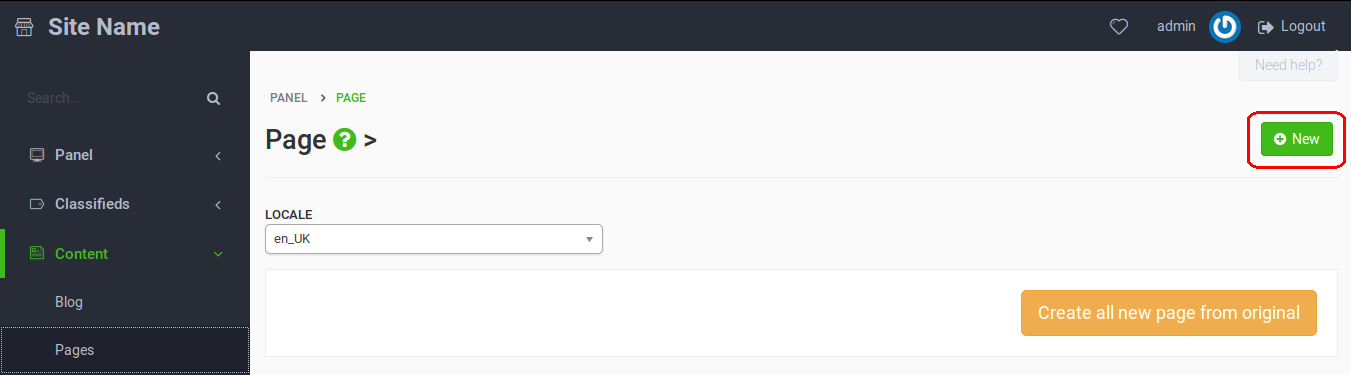 Site Name
admin
Logout
Need help?
Search...
PANEL > PAGE
Page ? >
New
Panel
Classifieds
Content
Blog
Pages
LOCALE
en_UK
Create all new page from original